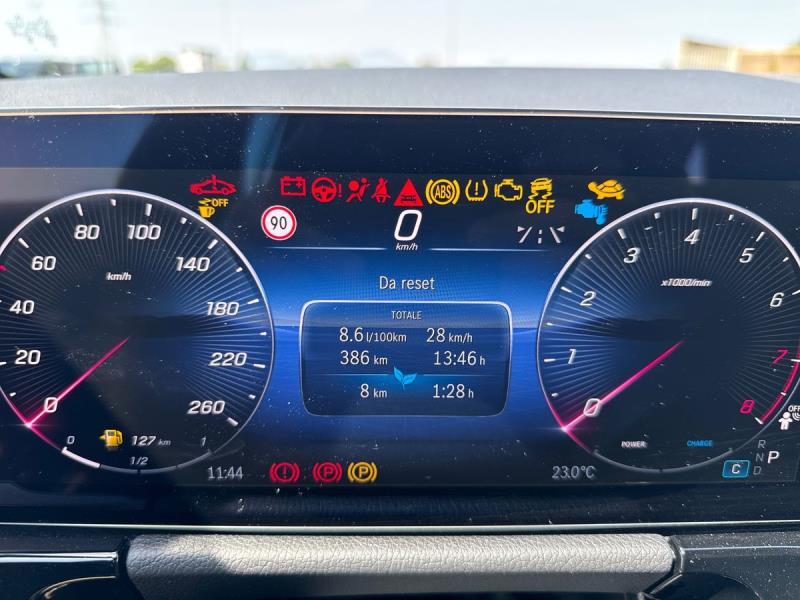 OFF
ABS
OFF
90
0
km/h
Da reset
TOTALE
8.6 l/100km 28 km/h
386 km 13:46 h
8 km 1:28 h
0 20 40 60 80 100 140 180 220 260
km/h
0 1/2 1
127 km
11:44
P P
23.0°C
0 1 2 3 4 5 6 7 8
x1000/min
POWER CHARGE
OFF
R
N P
D
C